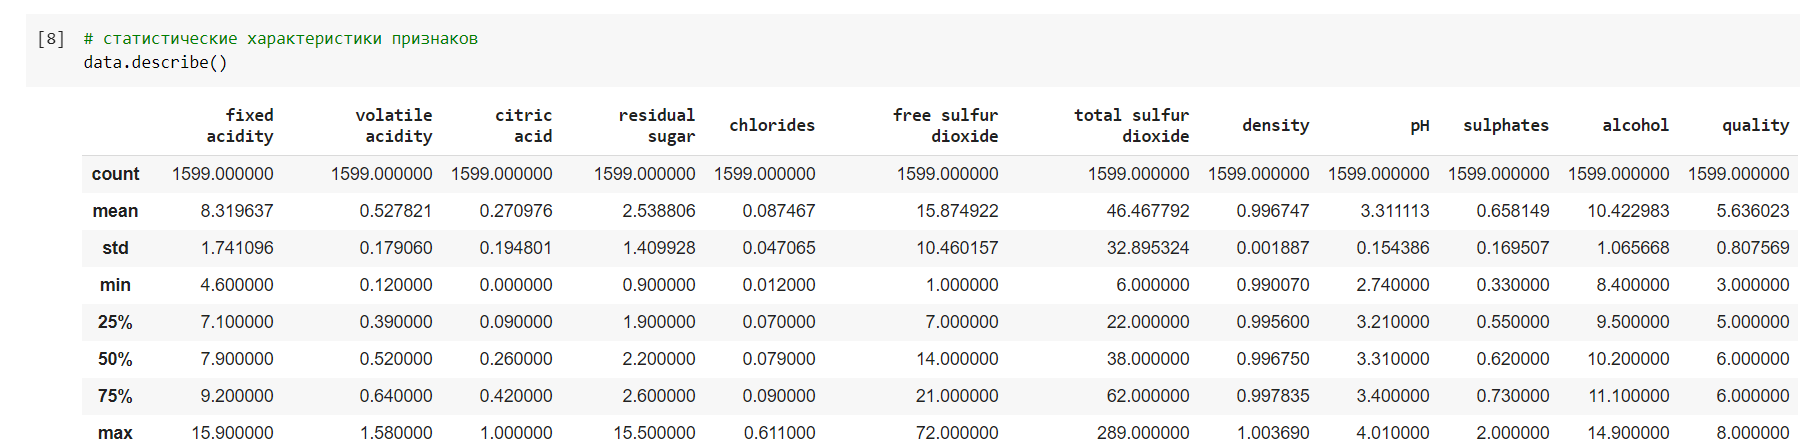 [8] # статистические характеристики признаков
data.describe()
fixed acidity volatile acidity citric acid residual sugar chlorides free sulfur dioxide total sulfur dioxide density pH sulphates alcohol quality
count 1599.000000 1599.000000 1599.000000 1599.000000 1599.000000 1599.000000 1599.000000 1599.000000 1599.000000 1599.000000 1599.000000 1599.000000
mean 8.319637 0.527821 0.270976 2.538806 0.087467 15.874922 46.467792 0.996747 3.311113 0.658149 10.422983 5.636023
std 1.741096 0.179060 0.194801 1.409928 0.047065 10.460157 32.895324 0.001887 0.154386 0.169507 1.065668 0.807569
min 4.600000 0.120000 0.000000 0.900000 0.012000 1.000000 6.000000 0.990070 2.740000 0.330000 8.400000 3.000000
25% 7.100000 0.390000 0.090000 1.900000 0.070000 7.000000 22.000000 0.995600 3.210000 0.550000 9.500000 5.000000
50% 7.900000 0.520000 0.260000 2.200000 0.079000 14.000000 38.000000 0.996750 3.310000 0.620000 10.200000 6.000000
75% 9.200000 0.640000 0.420000 2.600000 0.090000 21.000000 62.000000 0.997835 3.400000 0.730000 11.100000 6.000000
max 15.900000 1.580000 1.000000 15.500000 0.611000 72.000000 289.000000 1.003690 4.010000 2.000000 14.900000 8.000000